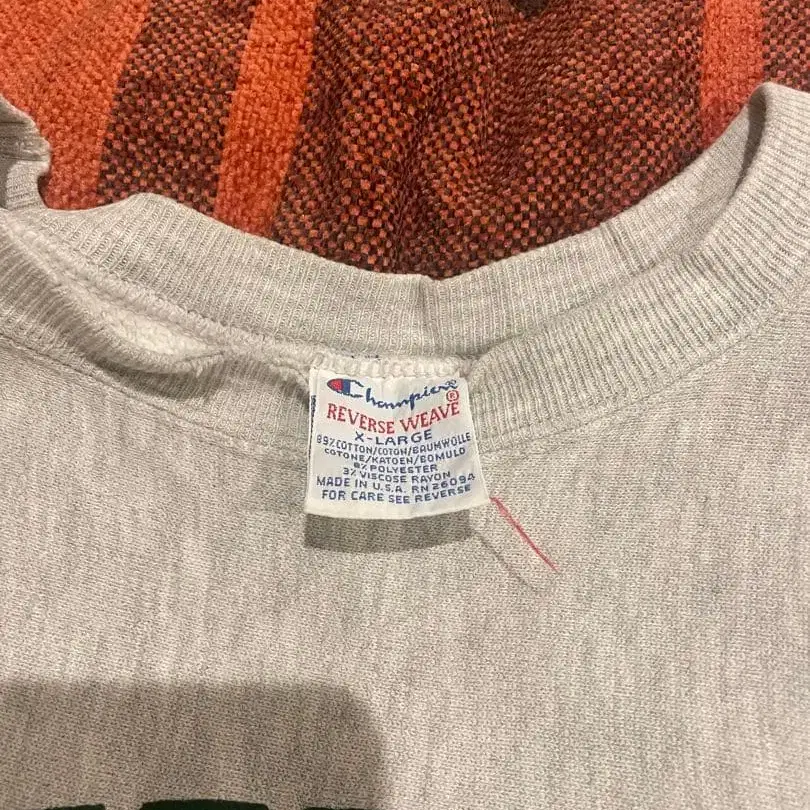 Champion®
REVERSE WEAVE
X-LARGE
89% COTTON/COTON/BAUMWOLLE
COTONE/KATOEN/BOMULD
8% POLYESTER
3% VISCOSE RAYON
MADE IN U.S.A. RN 26094
FOR CARE SEE REVERSE